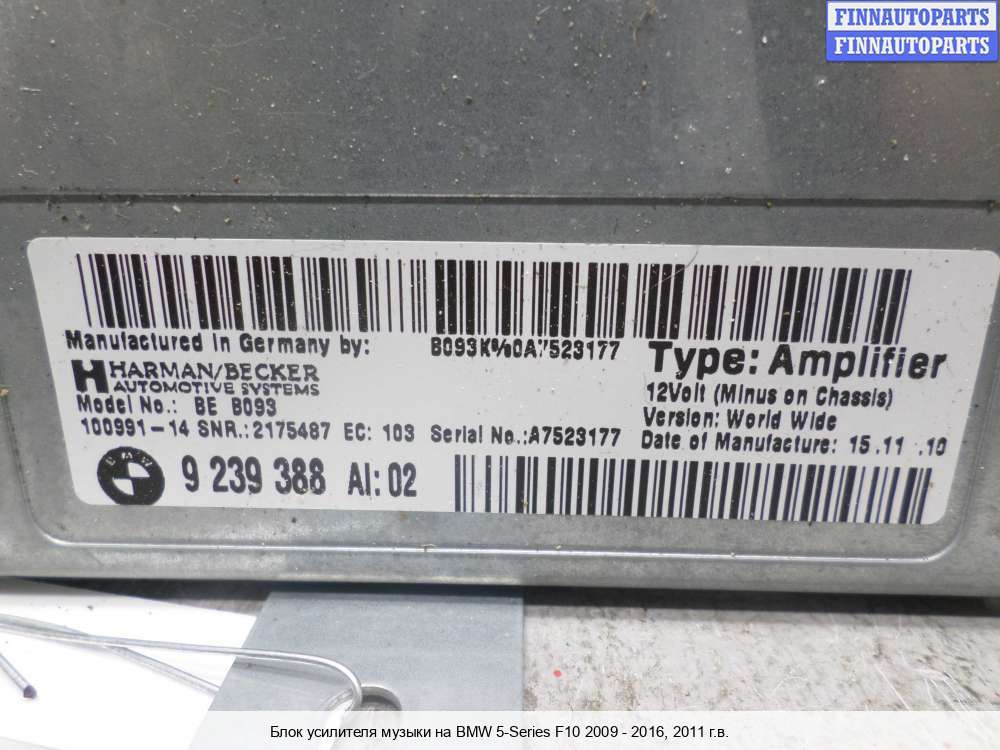 FINNAUTOPARTS
FINNAUTOPARTS
Manufactured in Germany by:
B093K%0A7523177
HARMAN/BECKER
AUTOMOTIVE SYSTEMS
Type: Amplifier
12Volt (Minus on Chassis)
Model No.: BE B093
Version: World Wide
100991-14 SNR.:2175487 EC: 103 Serial No.:A7523177
Date of Manufacture: 15.11 .10
BMW
9 239 388 AI:02
Блок усилителя музыки на BMW 5-Series F10 2009 - 2016, 2011 г.в.